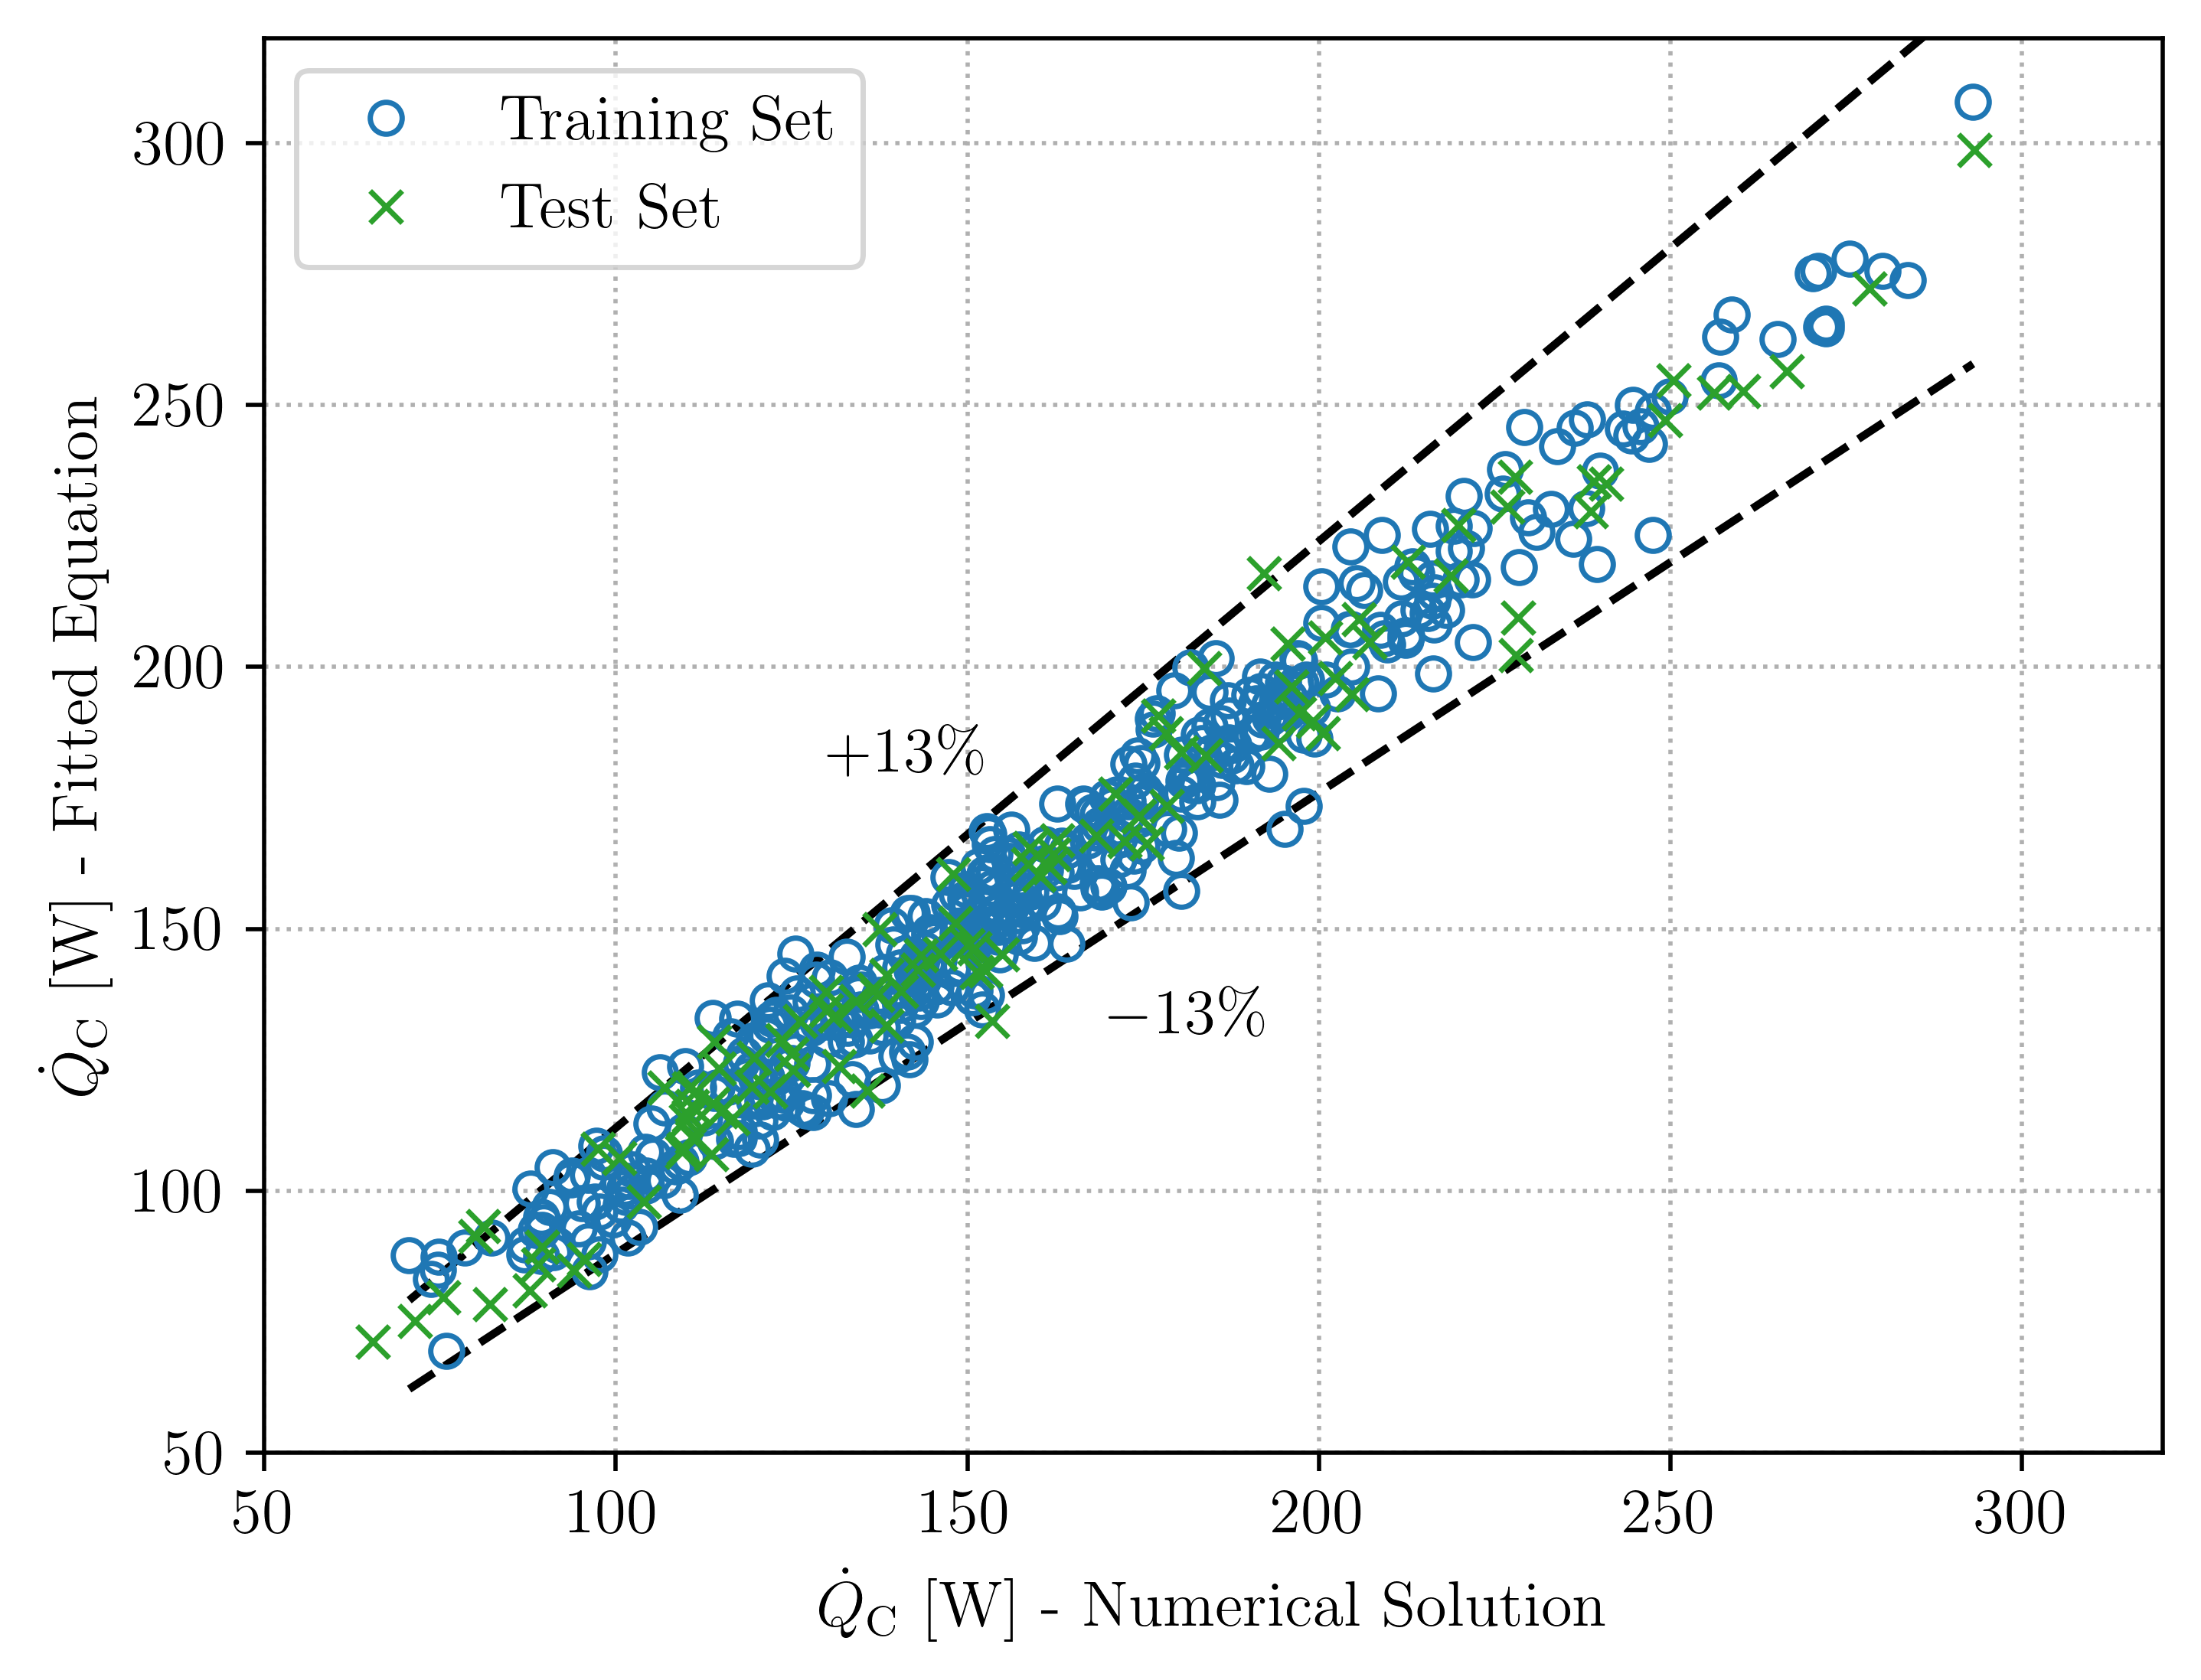 Training Set
Test Set
300
250
200
150
100
50
+13%
−13%
50 100 150 200 250 300
Q̇C [W] - Fitted Equation
Q̇C [W] - Numerical Solution